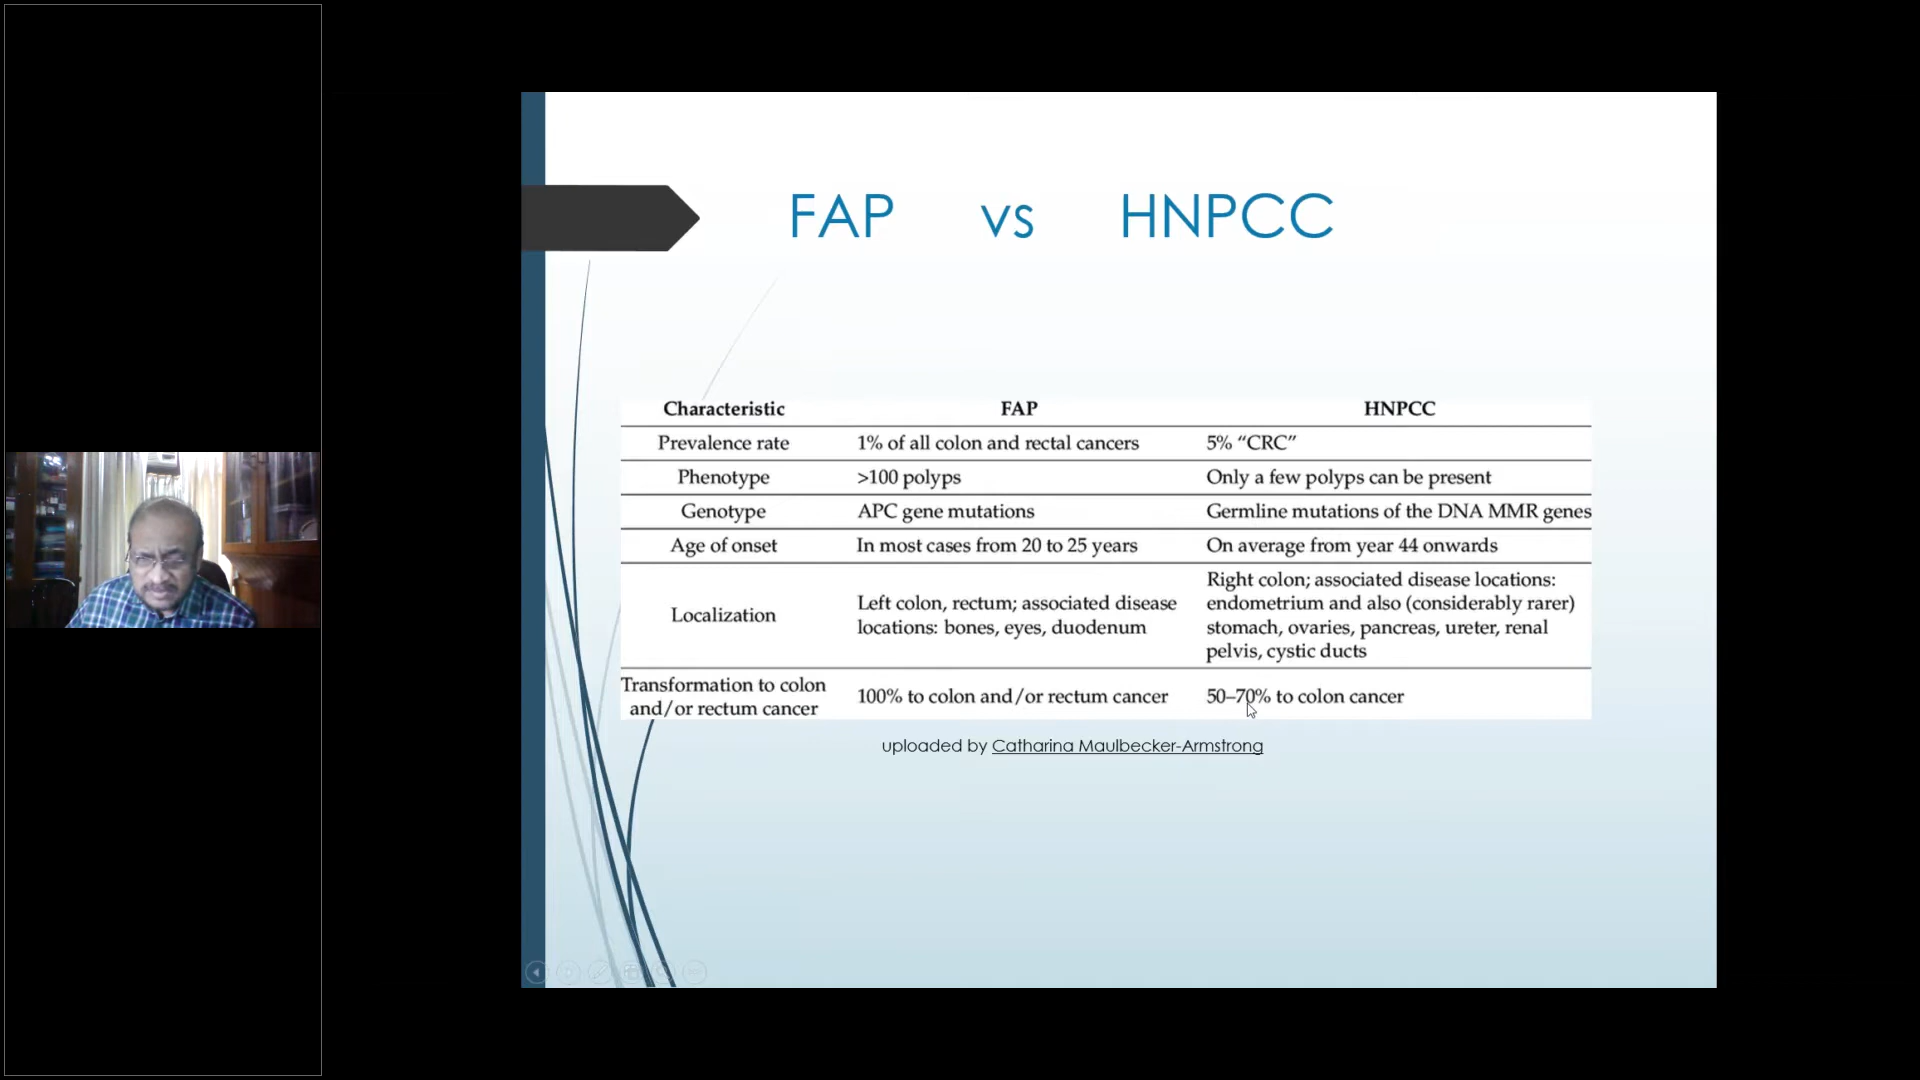 FAP vs HNPCC
Characteristic FAP HNPCC
Prevalence rate 1% of all colon and rectal cancers 5% “CRC”
Phenotype >100 polyps Only a few polyps can be present
Genotype APC gene mutations Germline mutations of the DNA MMR genes
Age of onset In most cases from 20 to 25 years On average from year 44 onwards
Localization
Left colon, rectum; associated disease
locations: bones, eyes, duodenum
Right colon; associated disease locations:
endometrium and also (considerably rarer)
stomach, ovaries, pancreas, ureter, renal
pelvis, cystic ducts
Transformation to colon
and/or rectum cancer
100% to colon and/or rectum cancer
50–70% to colon cancer
uploaded by Catharina Maulbecker-Armstrong